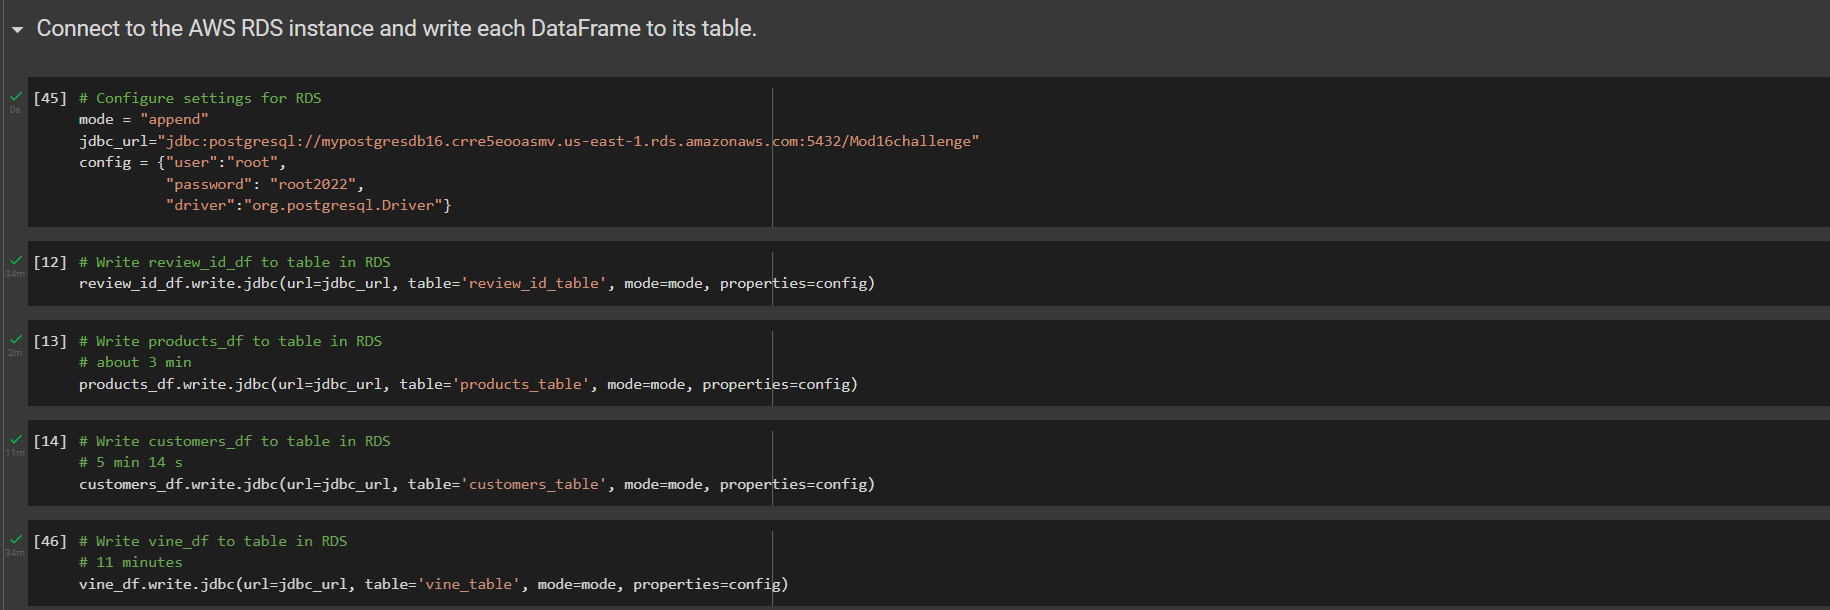 Connect to the AWS RDS instance and write each DataFrame to its table.
[45] # Configure settings for RDS
0s
mode = "append"
jdbc_url="jdbc:postgresql://mypostgresdb16.crre5eooasmv.us-east-1.rds.amazonaws.com:5432/Mod16challenge"
config = {"user":"root",
"password": "root2022",
"driver":"org.postgresql.Driver"}
[12] # Write review_id_df to table in RDS
34m
review_id_df.write.jdbc(url=jdbc_url, table='review_id_table', mode=mode, properties=config)
[13] # Write products_df to table in RDS
2m
# about 3 min
products_df.write.jdbc(url=jdbc_url, table='products_table', mode=mode, properties=config)
[14] # Write customers_df to table in RDS
11m
# 5 min 14 s
customers_df.write.jdbc(url=jdbc_url, table='customers_table', mode=mode, properties=config)
[46] # Write vine_df to table in RDS
34m
# 11 minutes
vine_df.write.jdbc(url=jdbc_url, table='vine_table', mode=mode, properties=config)